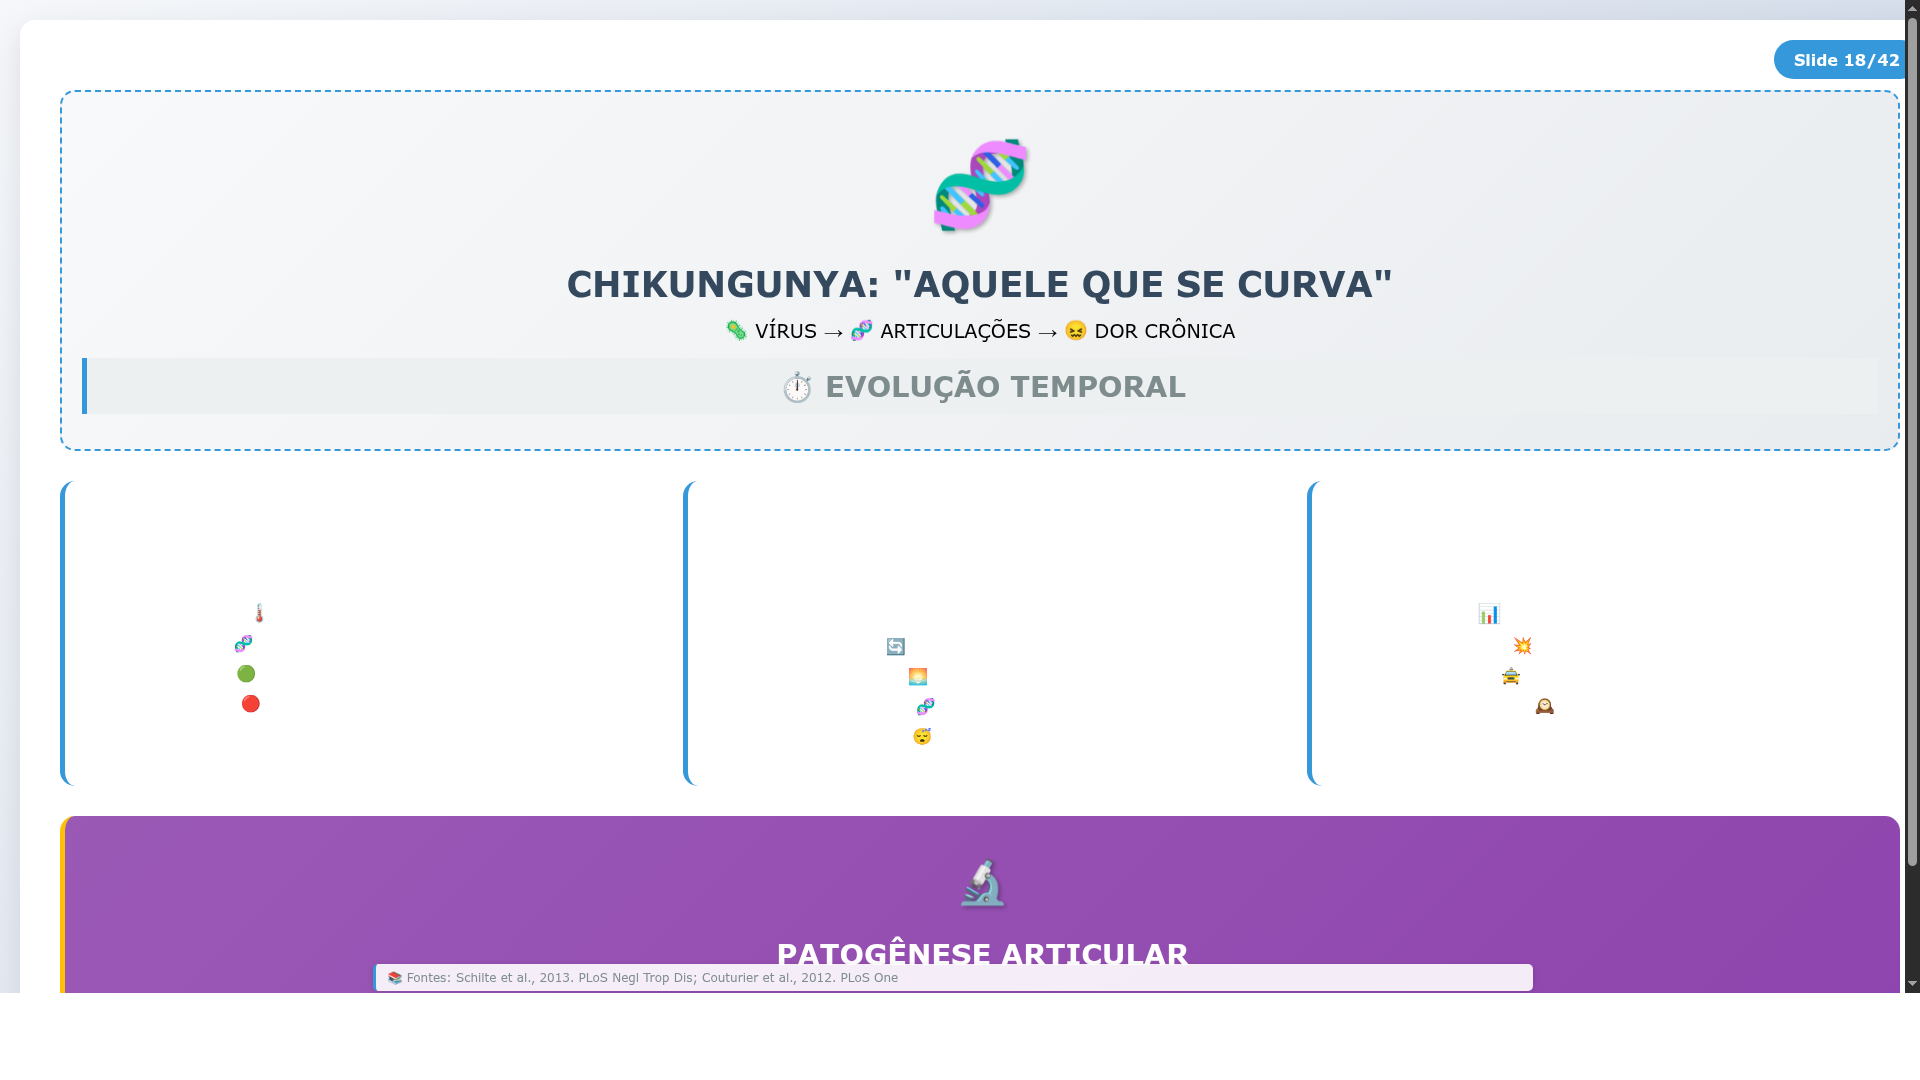 Slide 18/42
CHIKUNGUNYA: "AQUELE QUE SE CURVA"
🦠 VÍRUS → 🧬 ARTICULAÇÕES → 😖 DOR CRÔNICA
⏱️ EVOLUÇÃO TEMPORAL
PATOGÊNESE ARTICULAR
📚 Fontes: Schilte et al., 2013. PLoS Negl Trop Dis; Couturier et al., 2012. PLoS One